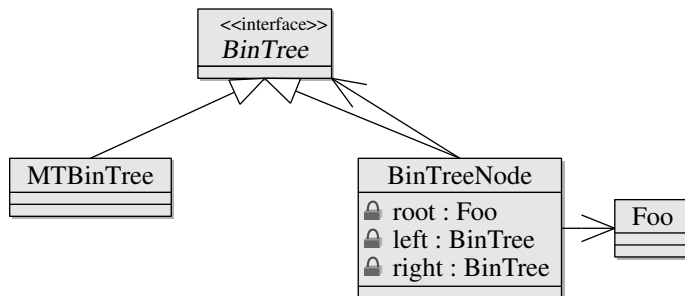 <<interface>>
BinTree
MTBinTree
BinTreeNode
root : Foo
left : BinTree
right : BinTree
Foo